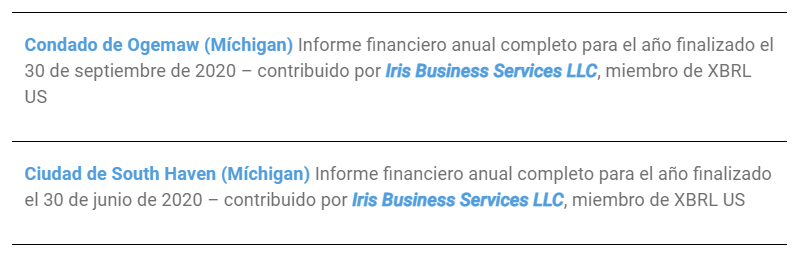 Condado de Ogemaw (Míchigan) Informe financiero anual completo para el año finalizado el
30 de septiembre de 2020 – contribuido por Iris Business Services LLC, miembro de XBRL
US
Ciudad de South Haven (Míchigan) Informe financiero anual completo para el año finalizado
el 30 de junio de 2020 – contribuido por Iris Business Services LLC, miembro de XBRL US